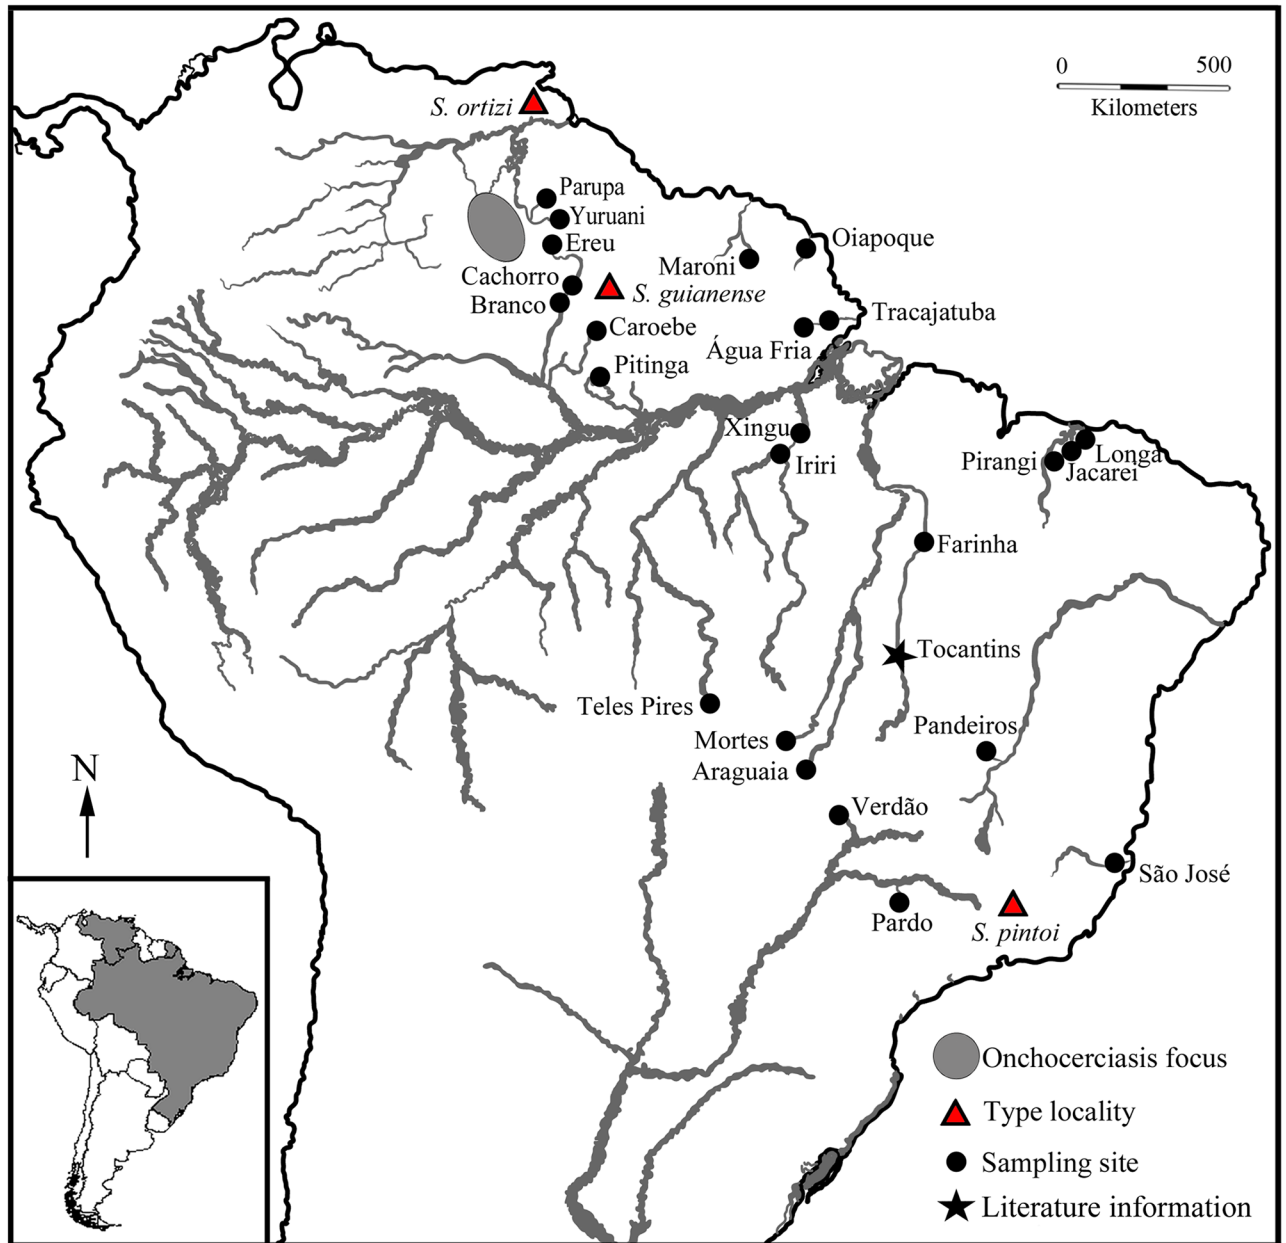 0 500
Kilometers
S. ortizi
Parupa
Yuruani
Ereu
Oiapoque
Maroni
Cachorro
S. guianense
Branco
Tracajatuba
Caroebe
Água Fria
Pitinga
Xingu
Longa
Pirangi
Iriri
Jacarei
Farinha
Tocantins
Teles Pires
Pandeiros
Mortes
N
Araguaia
Verdão
São José
Pardo
S. pintoi
Onchocerciasis focus
Type locality
Sampling site
Literature information